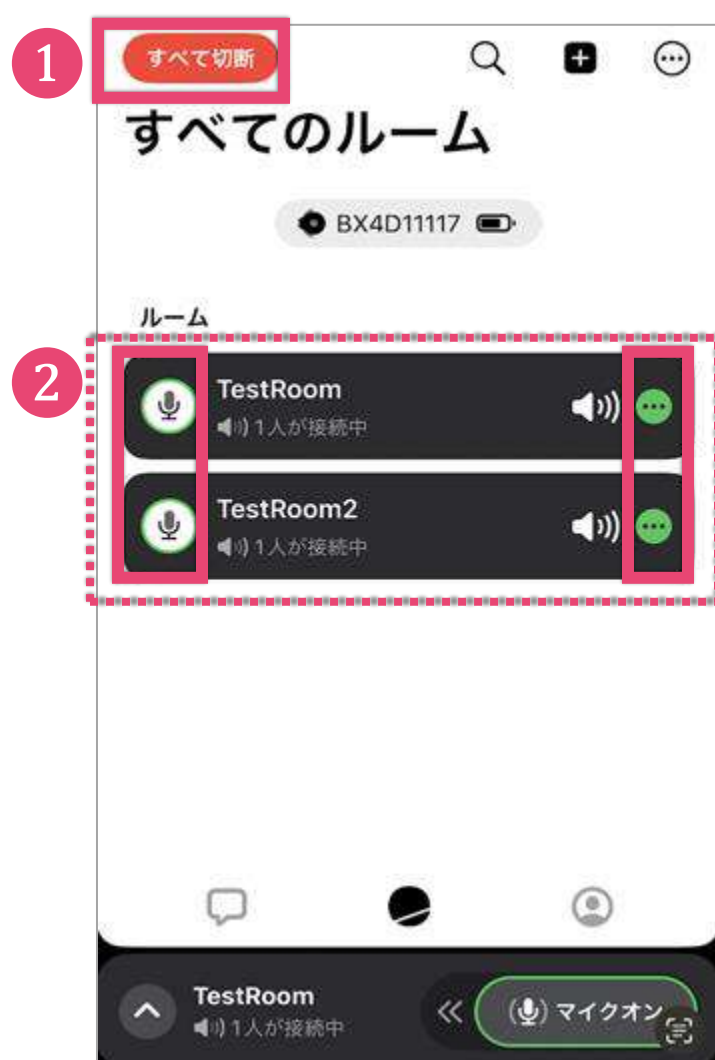 1
すべて切断
すべてのルーム
BX4D11117
ルーム
2
TestRoom
1人が接続中
TestRoom2
1人が接続中
TestRoom
1人が接続中
マイクオン